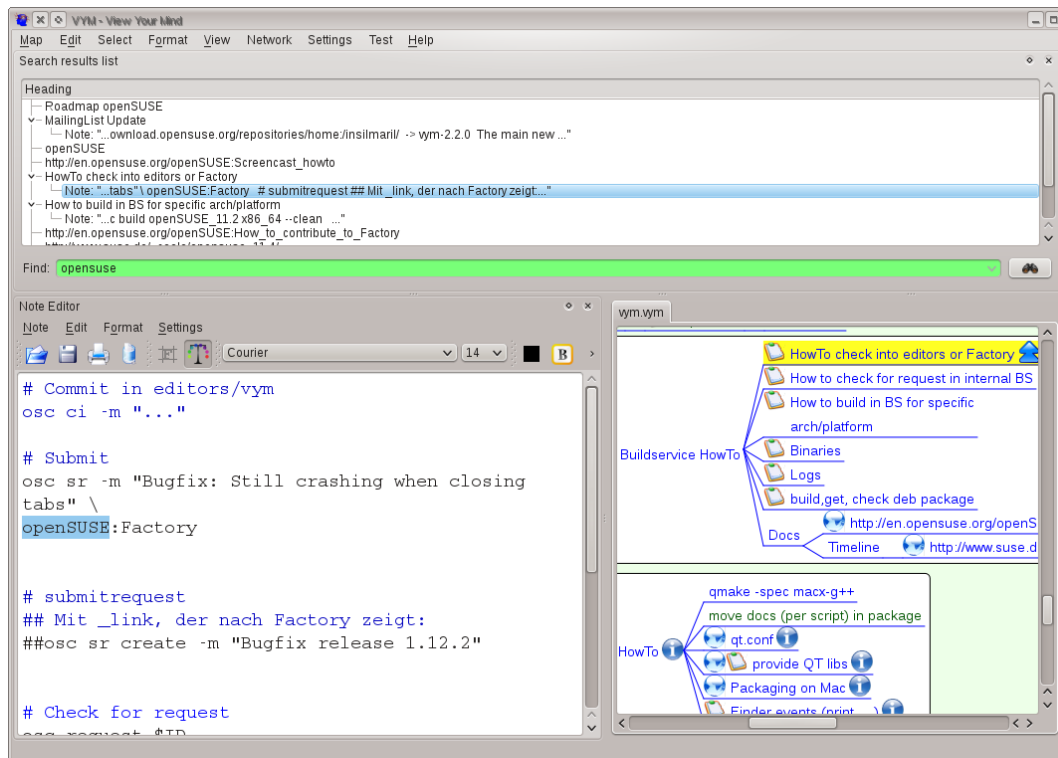 VYM - View Your Mind
Map Edit Select Format View Network Settings Test Help
Search results list
Heading
Roadmap openSUSE
MailingList Update
Note: "...ownload.opensuse.org/repositories/home:/insilmaril/ -> vym-2.2.0 The main new ..."
openSUSE
http://en.opensuse.org/openSUSE:Screencast_howto
HowTo check into editors or Factory
Note: "...tabs" \ openSUSE:Factory # submitrequest ## Mit _link, der nach Factory zeigt:..."
How to build in BS for specific arch/platform
Note: "...c build openSUSE_11.2 x86_64 --clean ..."
http://en.opensuse.org/openSUSE:How_to_contribute_to_Factory
Find: opensuse
Note Editor
Note Edit Format Settings
Courier 14 B
# Commit in editors/vym
osc ci -m "..."
# Submit
osc sr -m "Bugfix: Still crashing when closing
tabs" \
openSUSE:Factory
# submitrequest
## Mit _link, der nach Factory zeigt:
##osc sr create -m "Bugfix release 1.12.2"
# Check for request
osc request $ID
vym.vym
HowTo check into editors or Factory
How to check for request in internal BS
How to build in BS for specific
arch/platform
Buildservice HowTo
Binaries
Logs
build,get, check deb package
Docs
http://en.opensuse.org/openS
Timeline
http://www.suse.d
qmake -spec macx-g++
move docs (per script) in package
qt.conf
HowTo
provide QT libs
Packaging on Mac
Finder events (print, ...)